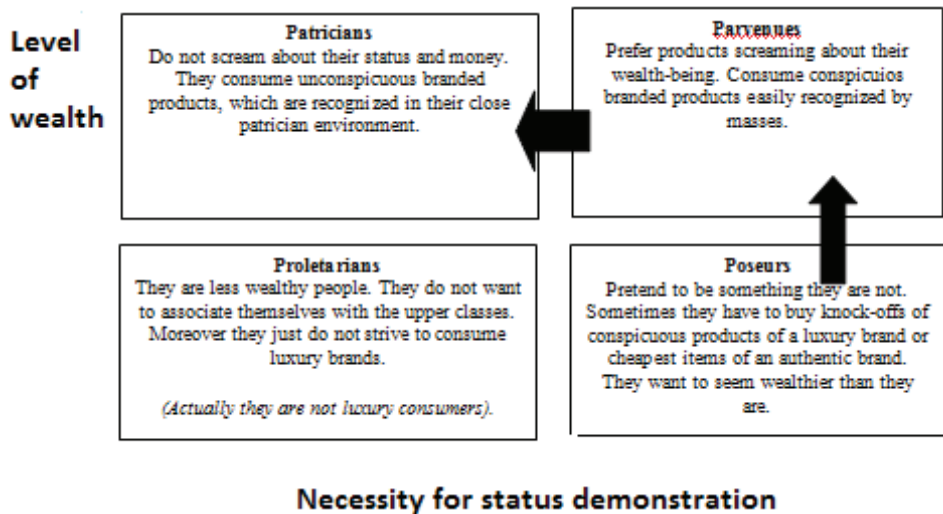 Level
of
wealth
Patricians
Do not scream about their status and money.
They consume unconspicuous branded
products, which are recognized in their close
patrician environment.
Parvenues
Prefer products screaming about their
wealth-being. Consume conspicuios
branded products easily recognized by
masses.
Proletarians
They are less wealthy people. They do not want
to associate themselves with the upper classes.
Moreover they just do not strive to consume
luxury brands.
(Actually they are not luxury consumers).
Poseurs
Pretend to be something they are not.
Sometimes they have to buy knock-offs of
conspicuous products of a luxury brand or
cheapest items of an authentic brand.
They want to seem wealthier than they
are.
Necessity for status demonstration